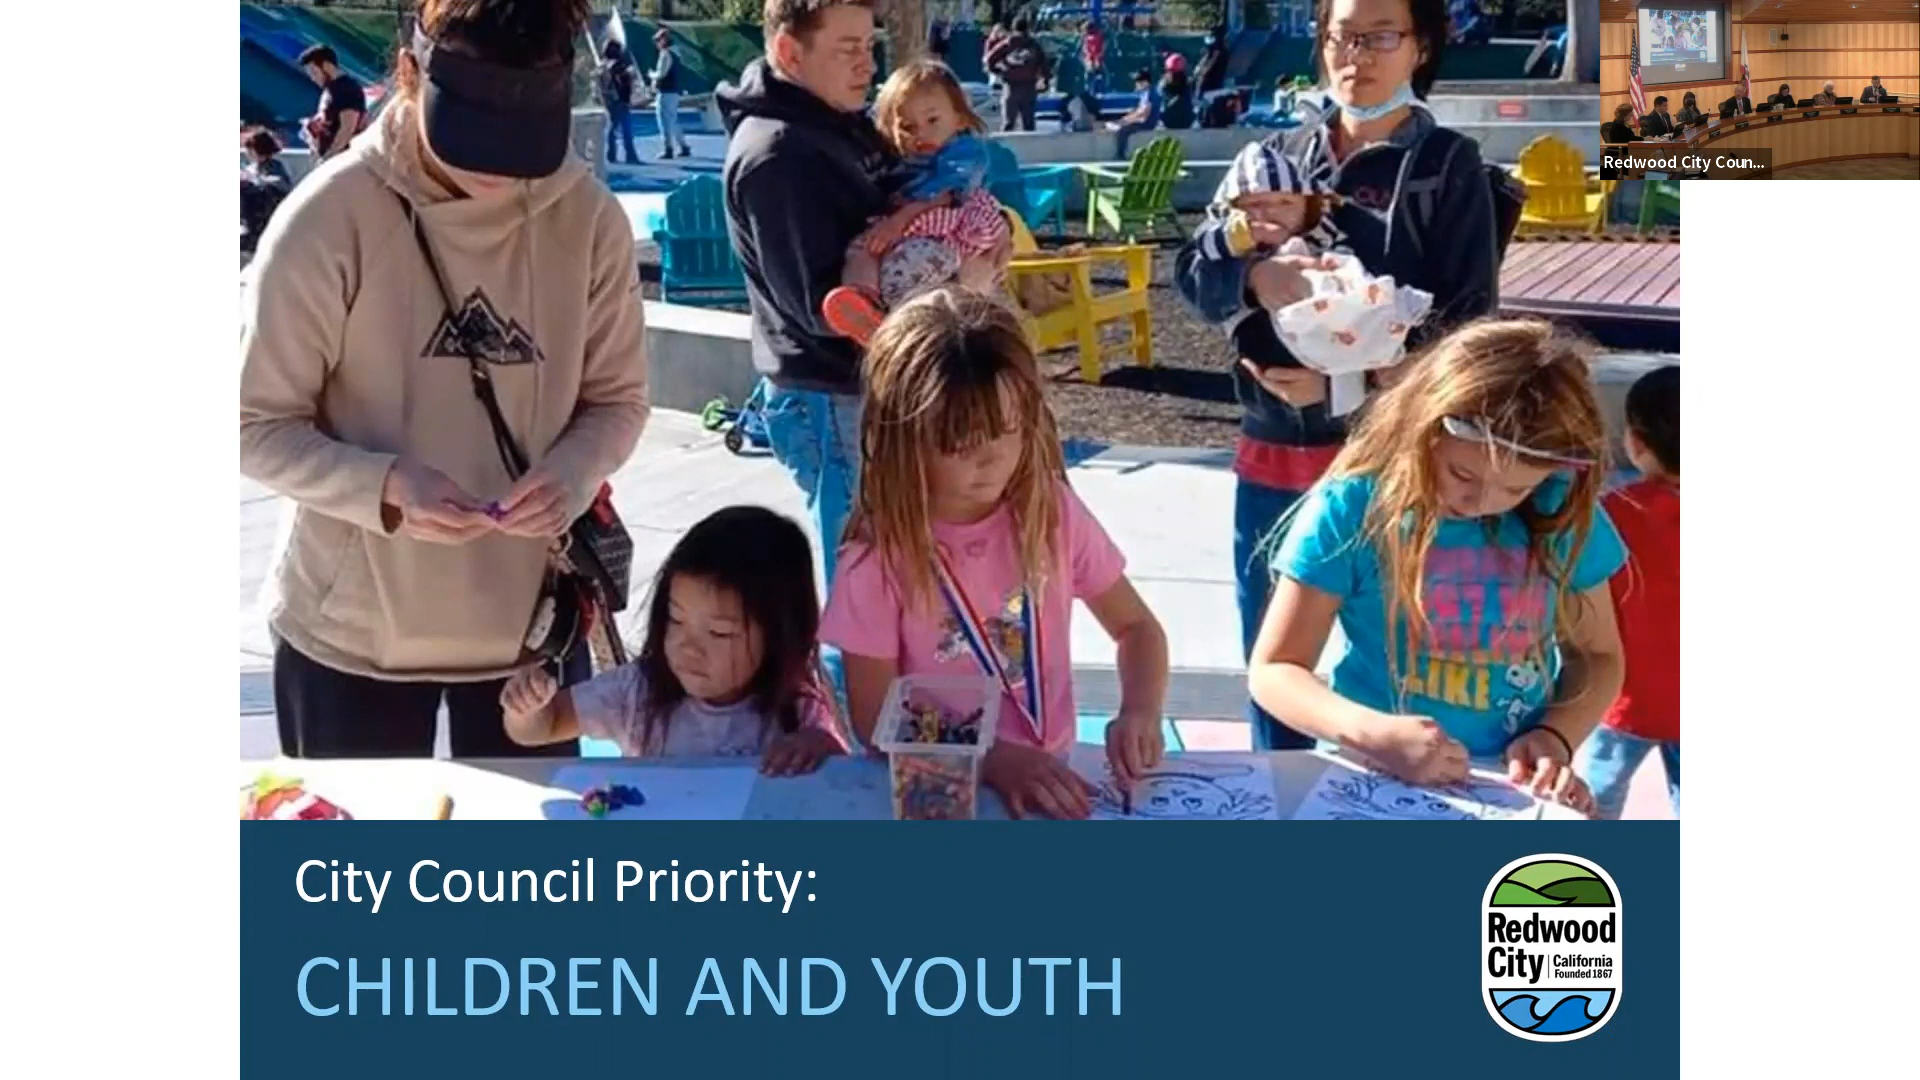 Redwood City Coun...
City Council Priority:
CHILDREN AND YOUTH
Redwood
City | California
Founded 1867